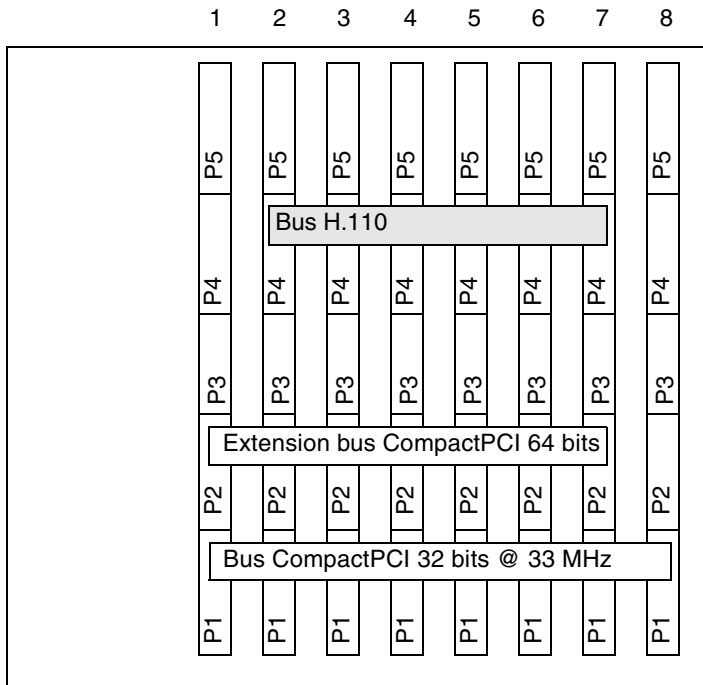 1 2 3 4 5 6 7 8
P5 P5 P5 P5 P5 P5 P5 P5
Bus H.110
P4 P4 P4 P4 P4 P4 P4 P4
P3 P3 P3 P3 P3 P3 P3 P3
Extension bus CompactPCI 64 bits
P2 P2 P2 P2 P2 P2 P2 P2
Bus CompactPCI 32 bits @ 33 MHz
P1 P1 P1 P1 P1 P1 P1 P1